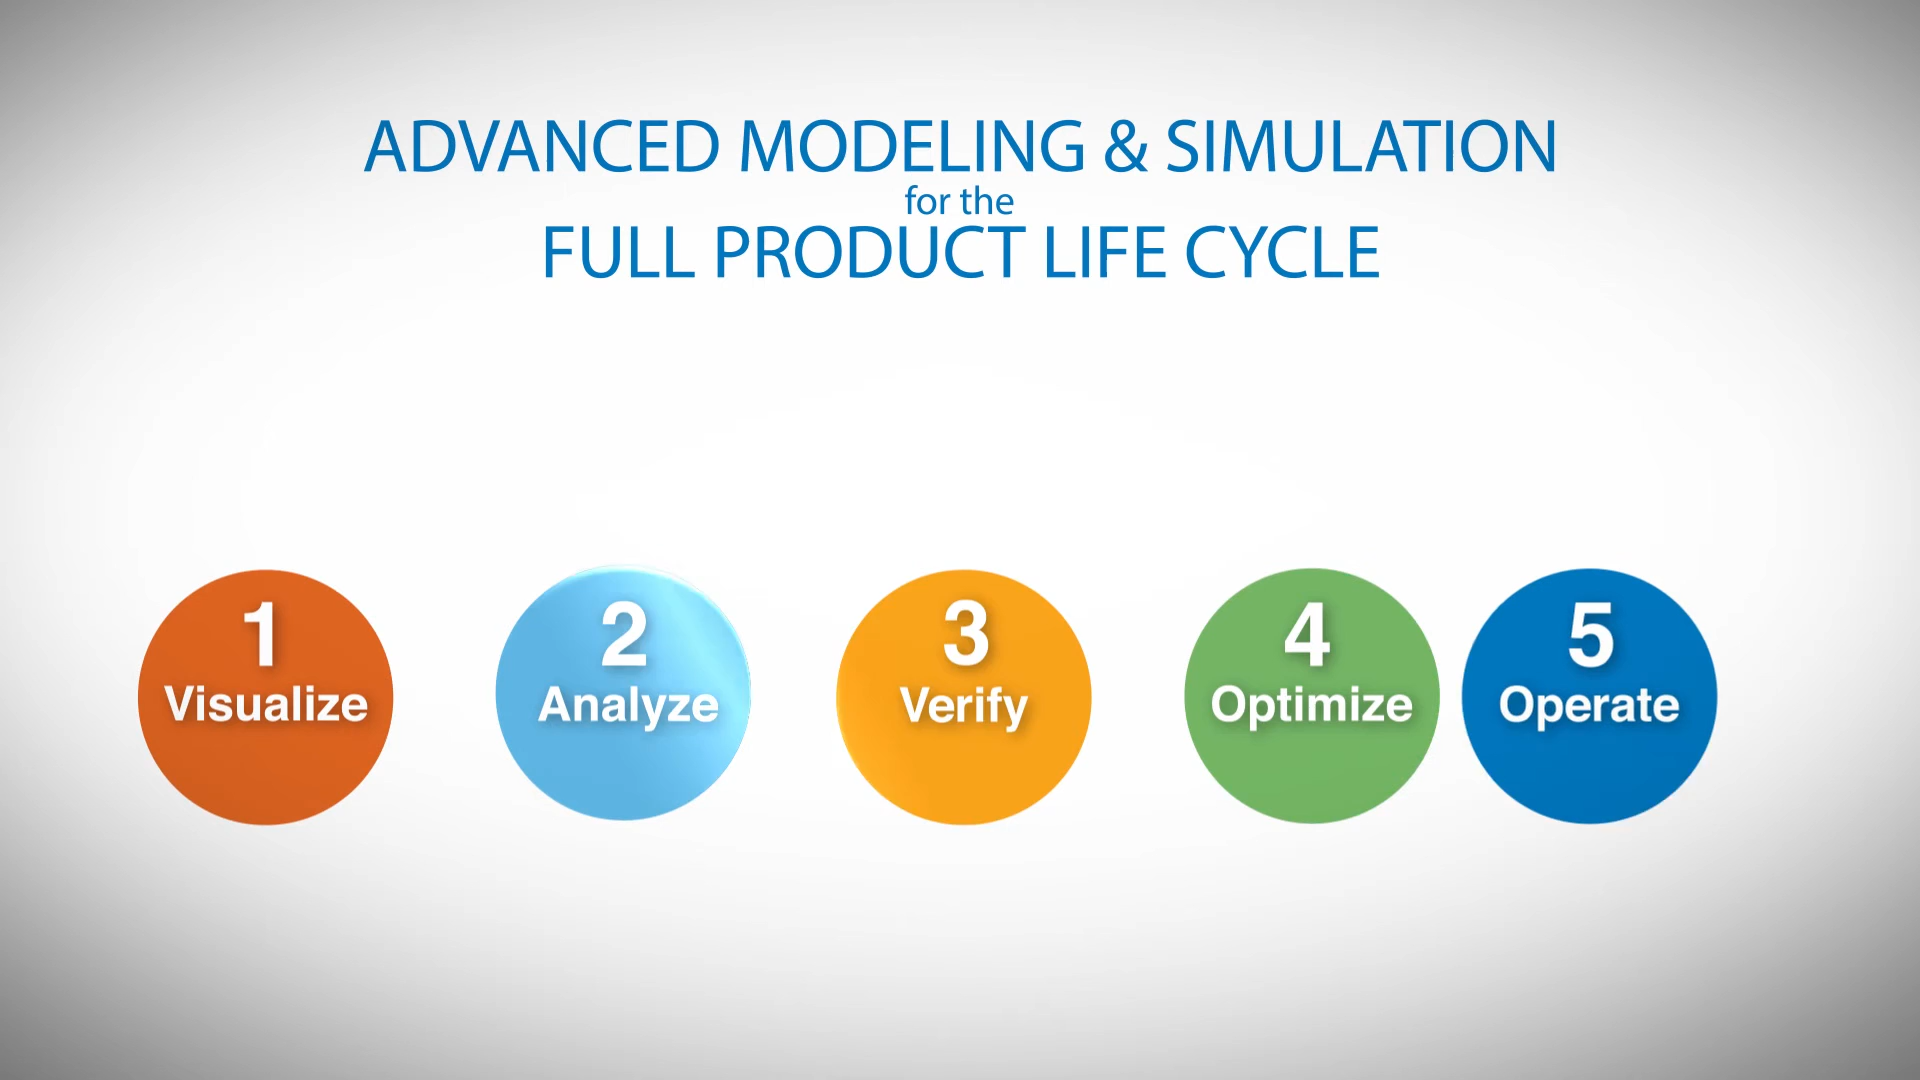 ADVANCED MODELING & SIMULATION
for the
FULL PRODUCT LIFE CYCLE
1
Visualize
2
Analyze
3
Verify
4
Optimize
5
Operate